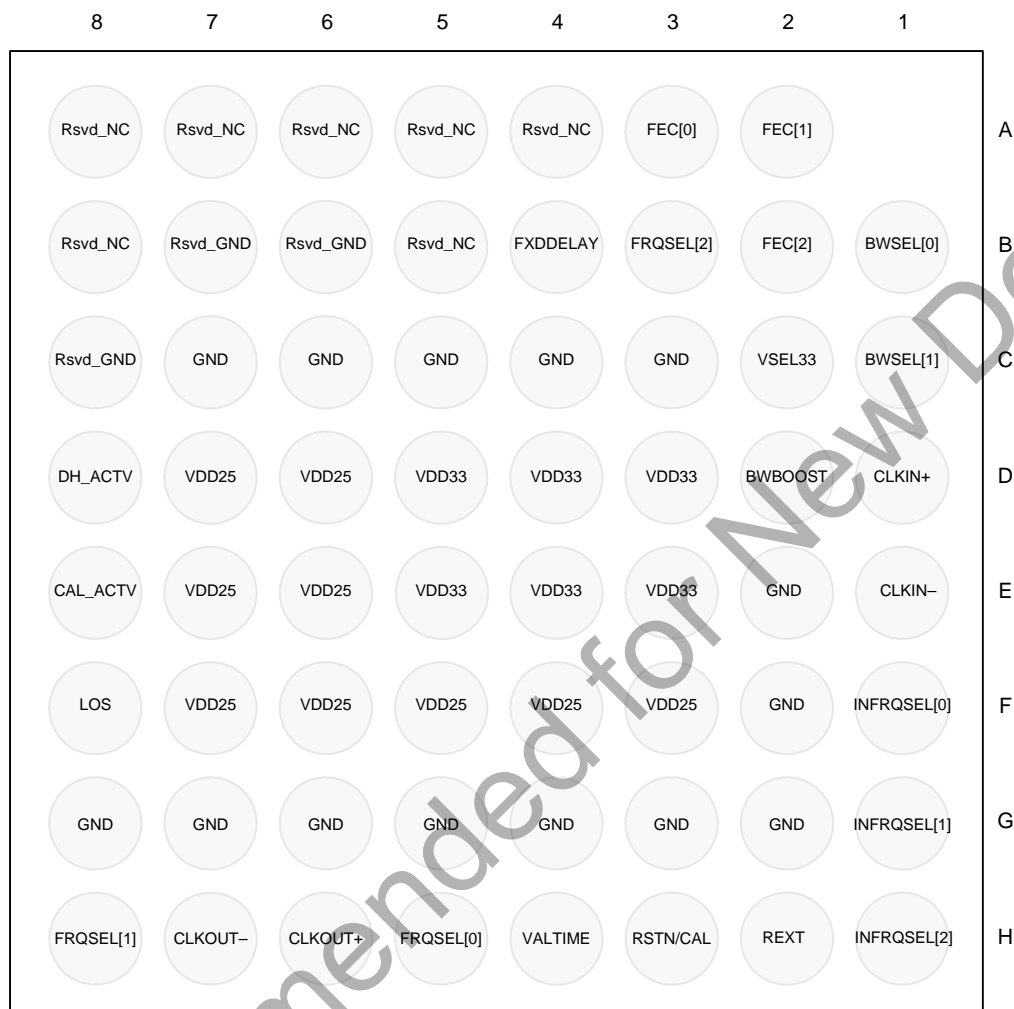 8 7 6 5 4 3 2 1
Rsvd_NC Rsvd_NC Rsvd_NC Rsvd_NC Rsvd_NC FEC[0] FEC[1] A
Rsvd_NC Rsvd_GND Rsvd_GND Rsvd_NC FXDDELAY FRQSEL[2] FEC[2] BWSEL[0] B
Rsvd_GND GND GND GND GND GND VSEL33 BWSEL[1] C
DH_ACTV VDD25 VDD25 VDD33 VDD33 VDD33 BWBOOST CLKIN+ D
CAL_ACTV VDD25 VDD25 VDD33 VDD33 VDD33 GND CLKIN– E
LOS VDD25 VDD25 VDD25 VDD25 VDD25 GND INFRQSEL[0] F
GND GND GND GND GND GND GND INFRQSEL[1] G
FRQSEL[1] CLKOUT– CLKOUT+ FRQSEL[0] VALTIME RSTN/CAL REXT INFRQSEL[2] H
mended for New De